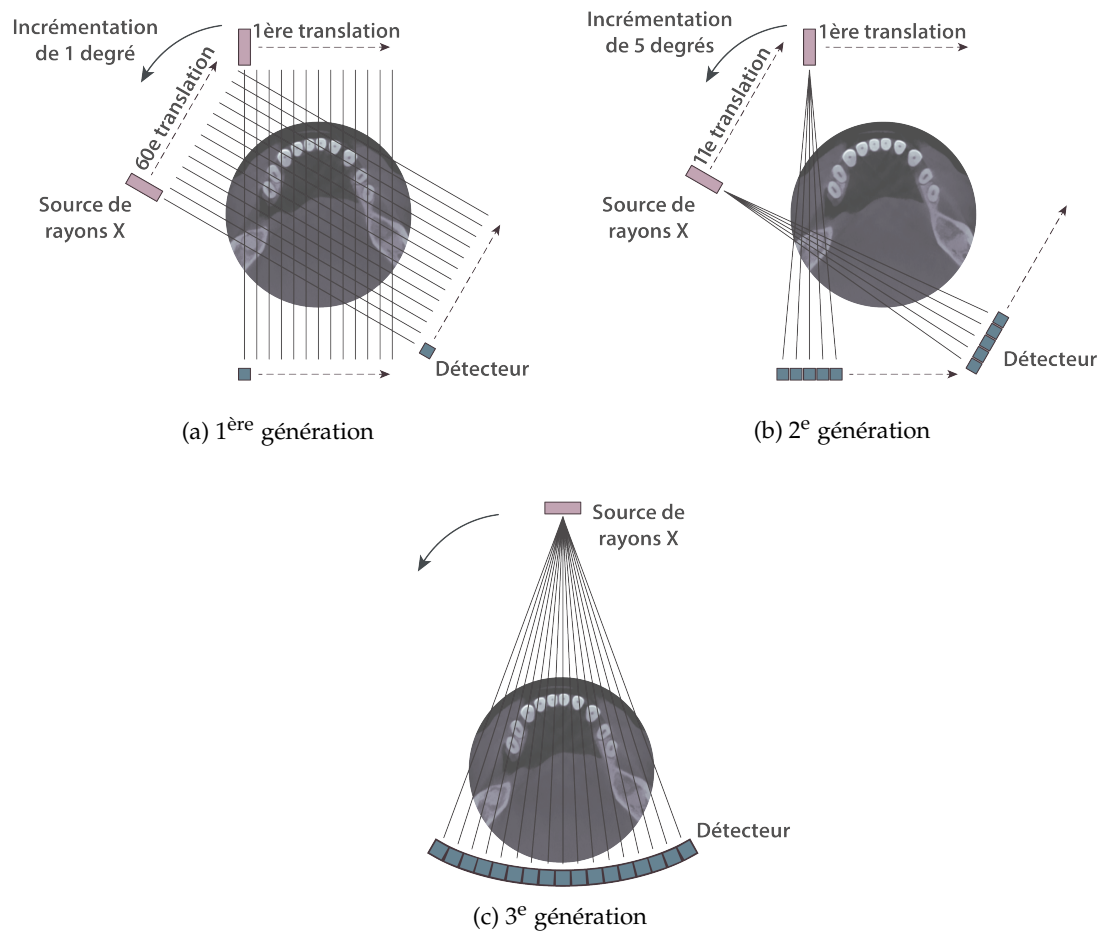 Incrémentation
de 1 degré
1ère translation
60e translation
Source de
rayons X
Détecteur
(a) 1ère génération
Incrémentation
de 5 degrés
1ère translation
11e translation
Source de
rayons X
Détecteur
(b) 2e génération
Source de
rayons X
Détecteur
(c) 3e génération